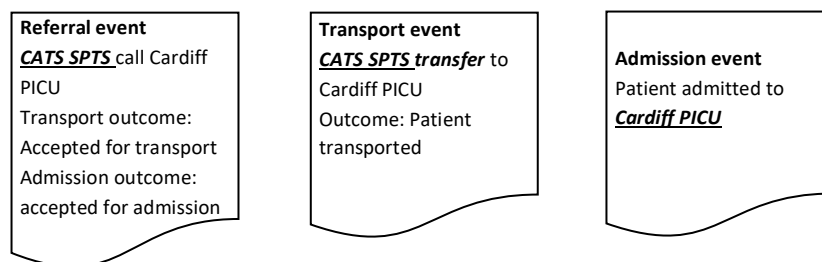 Referral event
CATS SPTS call Cardiff
PICU
Transport outcome:
Accepted for transport
Admission outcome:
accepted for admission
Transport event
CATS SPTS transfer to
Cardiff PICU
Outcome: Patient
transported
Admission event
Patient admitted to
Cardiff PICU